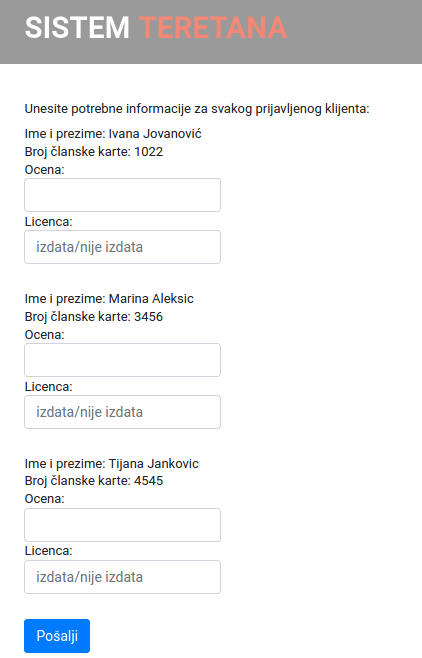 SISTEM TERETANA
Unesite potrebne informacije za svakog prijavljenog klijenta:
Ime i prezime: Ivana Jovanović
Broj članske karte: 1022
Ocena:
Licenca:
izdata/nije izdata
Ime i prezime: Marina Aleksic
Broj članske karte: 3456
Ocena:
Licenca:
izdata/nije izdata
Ime i prezime: Tijana Jankovic
Broj članske karte: 4545
Ocena:
Licenca:
izdata/nije izdata
Pošalji